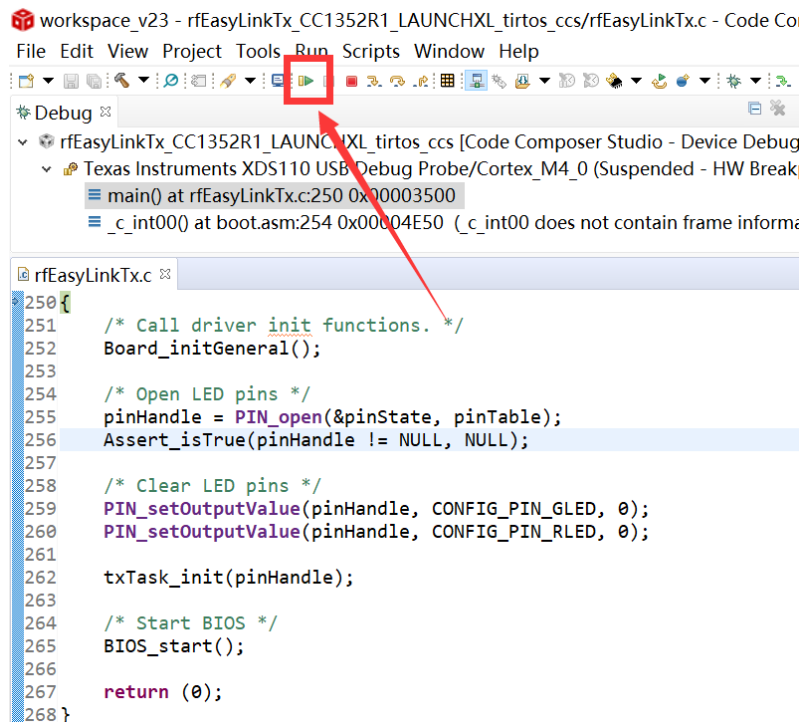 workspace_v23 - rfEasyLinkTx_CC1352R1_LAUNCHXL_tirtos_ccs/rfEasyLinkTx.c - Code Co
File Edit View Project Tools Run Scripts Window Help
Debug
rfEasyLinkTx_CC1352R1_LAUNCHXL_tirtos_ccs [Code Composer Studio - Device Debug
Texas Instruments XDS110 USB Debug Probe/Cortex_M4_0 (Suspended - HW Break
main() at rfEasyLinkTx.c:250 0x00003500
_c_int00() at boot.asm:254 0x00004E50 (_c_int00 does not contain frame informa
rfEasyLinkTx.c
250 {
251 /* Call driver init functions. */
252 Board_initGeneral();
253
254 /* Open LED pins */
255 pinHandle = PIN_open(&pinState, pinTable);
256 Assert_isTrue(pinHandle != NULL, NULL);
257
258 /* Clear LED pins */
259 PIN_setOutputValue(pinHandle, CONFIG_PIN_GLED, 0);
260 PIN_setOutputValue(pinHandle, CONFIG_PIN_RLED, 0);
261
262 txTask_init(pinHandle);
263
264 /* Start BIOS */
265 BIOS_start();
266
267 return (0);
268 }